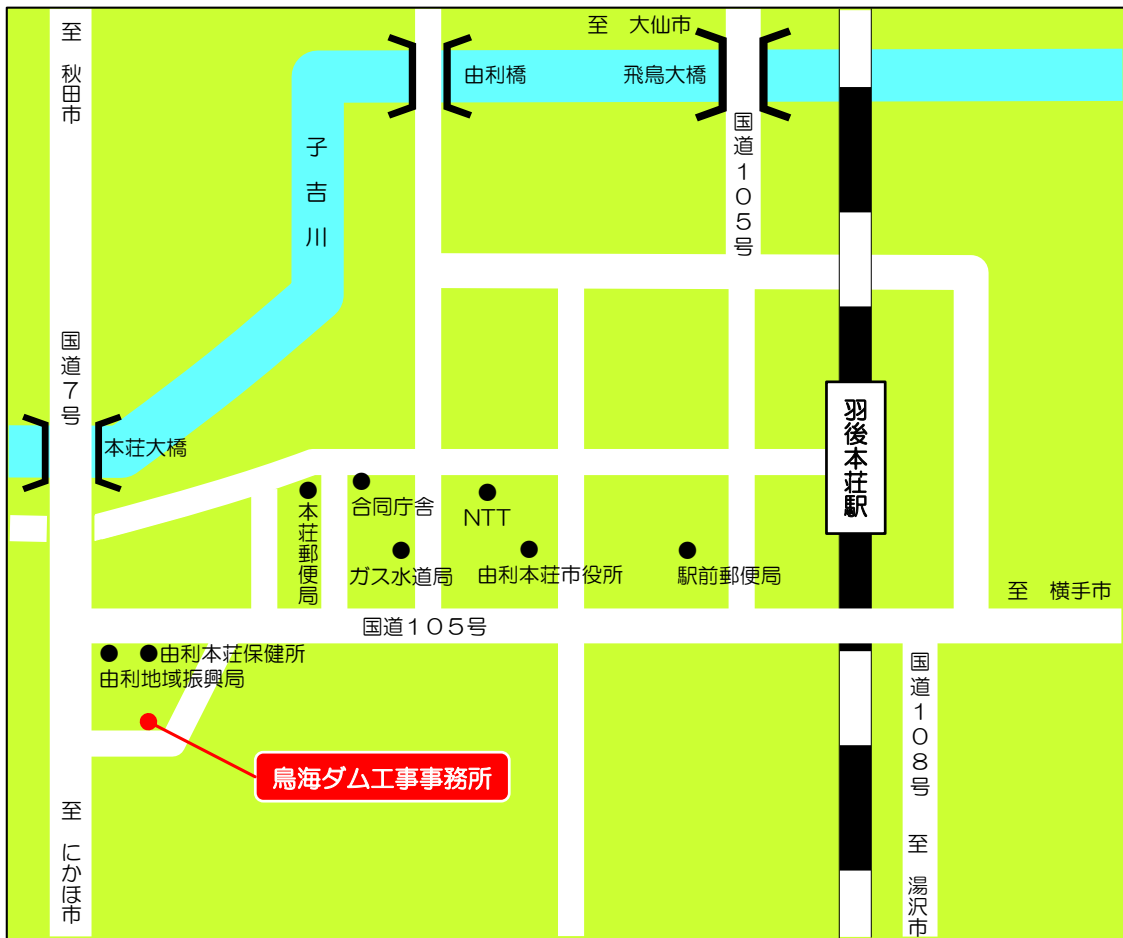 至　秋田市
至　大仙市
由利橋
飛鳥大橋
国道１０５号
子吉川
国道７号
本荘大橋
羽後本荘駅
合同庁舎
NTT
本荘郵便局
ガス水道局
由利本荘市役所
駅前郵便局
至　横手市
国道１０５号
由利本荘保健所
由利地域振興局
国道１０８号
鳥海ダム工事事務所
至　にかほ市
至　湯沢市